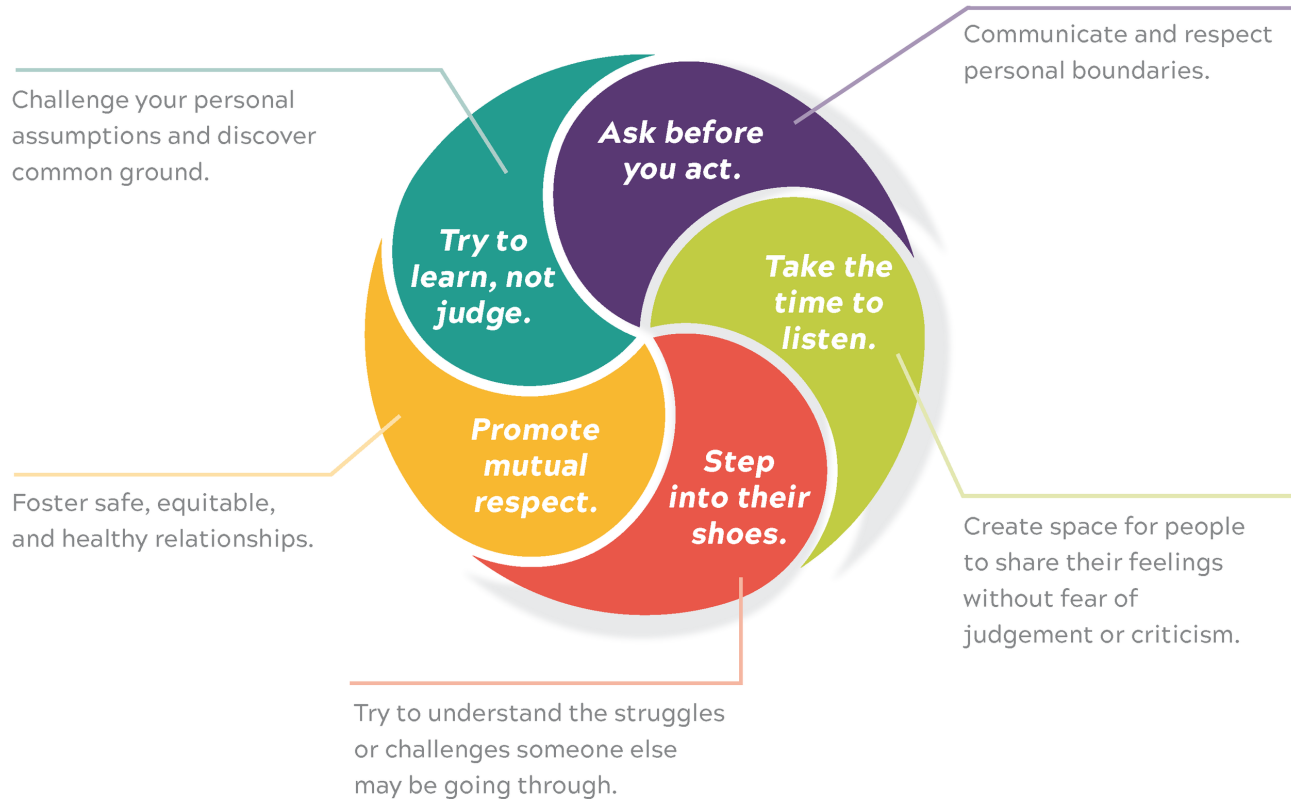 Communicate and respect
personal boundaries.
Challenge your personal
assumptions and discover
common ground.
Ask before
you act.
Try to
learn, not
judge.
Take the
time to
listen.
Promote
mutual
respect.
Step
into their
shoes.
Foster safe, equitable,
and healthy relationships.
Create space for people
to share their feelings
without fear of
judgement or criticism.
Try to understand the struggles
or challenges someone else
may be going through.